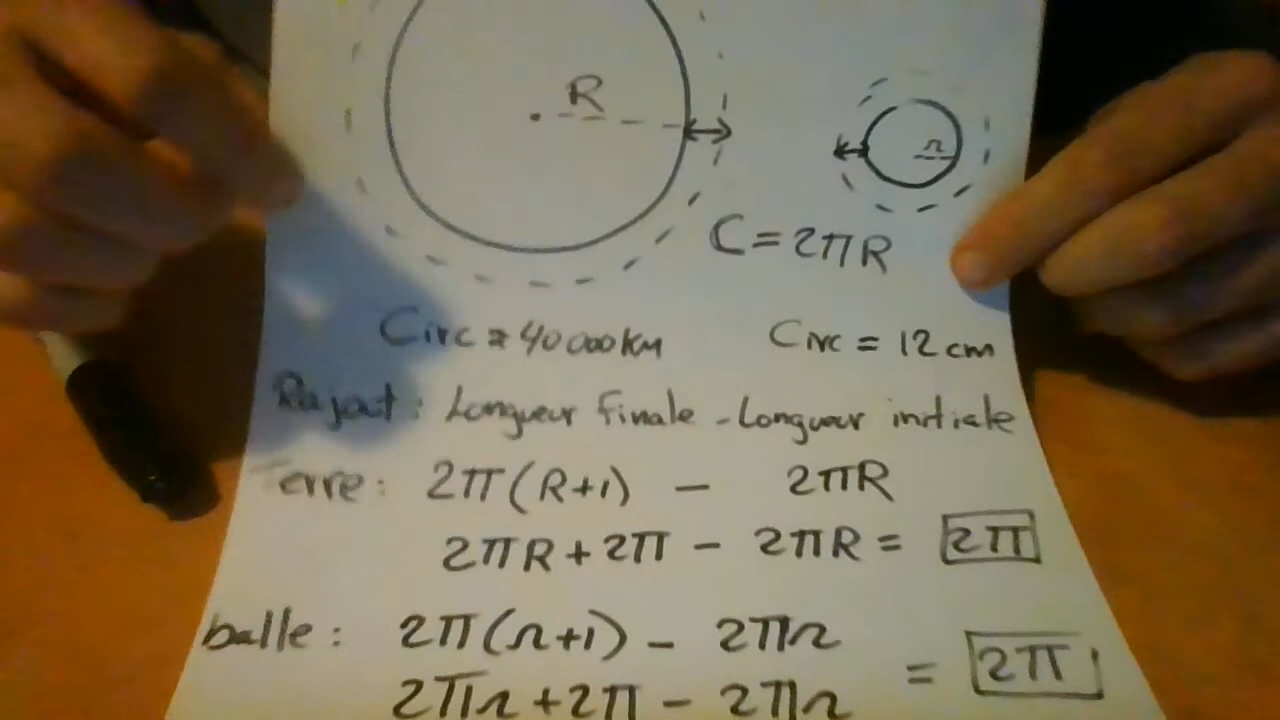 R
r
C = 2πR
Circ ≈ 40 000 km Circ = 12 cm
Rajout : Longueur finale - Longueur initiale
Terre : 2π(R+1) - 2πR
2πR + 2π - 2πR = 2π
balle : 2π(r+1) - 2πr
2πr + 2π - 2πr = 2π